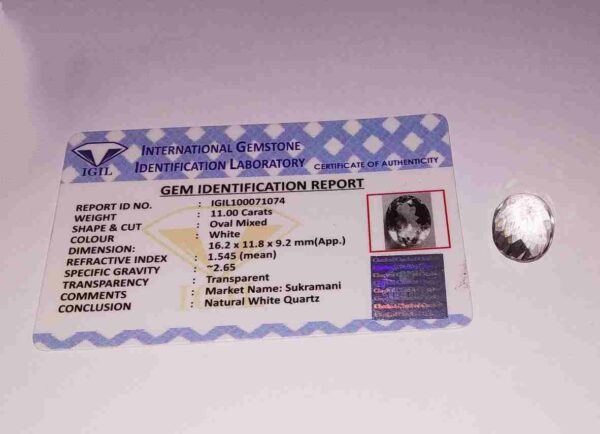 IGIL
INTERNATIONAL GEMSTONE
IDENTIFICATION LABORATORY
CERTIFICATE OF AUTHENTICITY
GEM IDENTIFICATION REPORT
REPORT ID NO. : IGIL100071074
WEIGHT : 11.00 Carats
SHAPE & CUT : Oval Mixed
COLOUR : White
DIMENSION: : 16.2 x 11.8 x 9.2 mm(App.)
REFRACTIVE INDEX : 1.545 (mean)
SPECIFIC GRAVITY : ~2.65
TRANSPARENCY : Transparent
COMMENTS : Market Name: Sukramani
CONCLUSION : Natural White Quartz